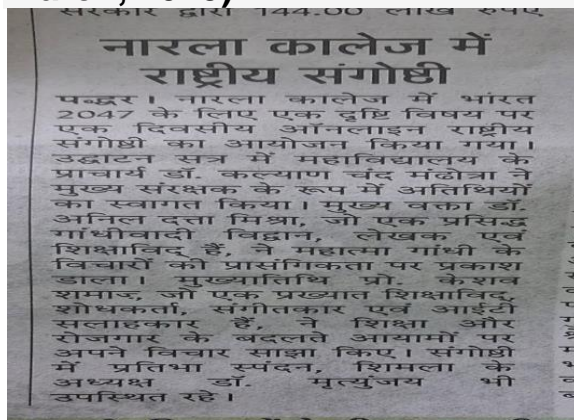 सरकार द्वारा 144.00 लाख रुपए
नारला कालेज में
राष्ट्रीय संगोष्ठी
पद्धर। नारला कालेज में भारत
2047 के लिए एक दृष्टि विषय पर
एक दिवसीय ऑनलाइन राष्ट्रीय
संगोष्ठी का आयोजन किया गया।
उद्घाटन सत्र में महाविद्यालय के
प्राचार्य डॉ. कल्याण चंद मंढोत्रा ने
मुख्य संरक्षक के रूप में अतिथियों
का स्वागत किया। मुख्य वक्ता डॉ.
अनिल दत्ता मिश्रा, जो एक प्रसिद्ध
गांधीवादी विद्वान, लेखक एवं
शिक्षाविद् हैं, ने महात्मा गांधी के
विचारों की प्रासंगिकता पर प्रकाश
डाला। मुख्यातिथि प्रो. केशव
शमाज, जो एक प्रख्यात शिक्षाविद्,
शोधकर्ता, संगीतकार एवं आईटी
सलाहकार हैं, ने शिक्षा और
रोजगार के बदलते आयामों पर
अपने विचार साझा किए। संगोष्ठी
में प्रतिभा स्पंदन, शिमला के
अध्यक्ष डॉ. मृत्युंजय भी
उपस्थित रहे।